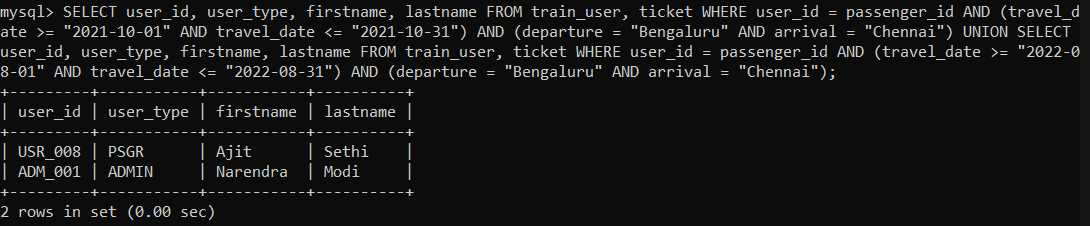 mysql> SELECT user_id, user_type, firstname, lastname FROM train_user, ticket WHERE user_id = passenger_id AND (travel_d
ate >= "2021-10-01" AND travel_date <= "2021-10-31") AND (departure = "Bengaluru" AND arrival = "Chennai") UNION SELECT
user_id, user_type, firstname, lastname FROM train_user, ticket WHERE user_id = passenger_id AND (travel_date >= "2022-0
8-01" AND travel_date <= "2022-08-31") AND (departure = "Bengaluru" AND arrival = "Chennai");
+---------+-----------+-----------+----------+
| user_id | user_type | firstname | lastname |
+---------+-----------+-----------+----------+
| USR_008 | PSGR      | Ajit      | Sethi    |
| ADM_001 | ADMIN     | Narendra  | Modi     |
+---------+-----------+-----------+----------+
2 rows in set (0.00 sec)